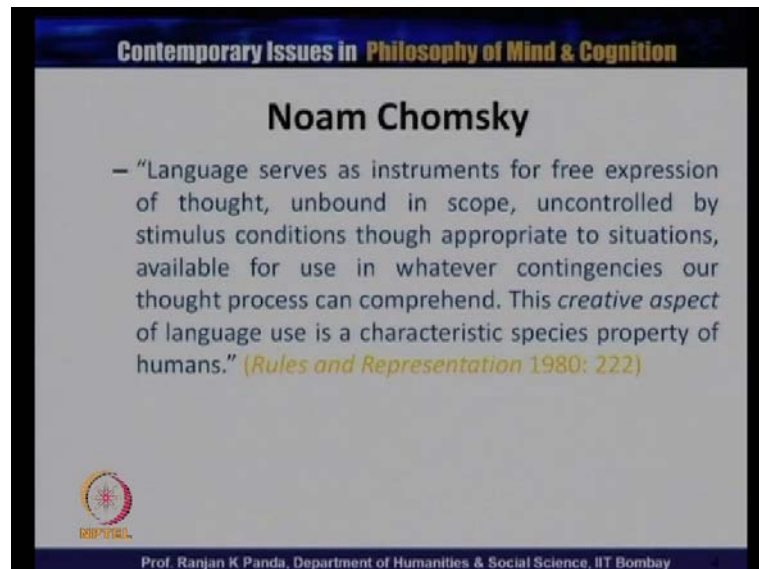 Contemporary Issues in Philosophy of Mind & Cognition
Noam Chomsky
– “Language serves as instruments for free expression
of thought, unbound in scope, uncontrolled by
stimulus conditions though appropriate to situations,
available for use in whatever contingencies our
thought process can comprehend. This creative aspect
of language use is a characteristic species property of
humans.” (Rules and Representation 1980: 222)
NPTEL
Prof. Ranjan K Panda, Department of Humanities & Social Science, IIT Bombay